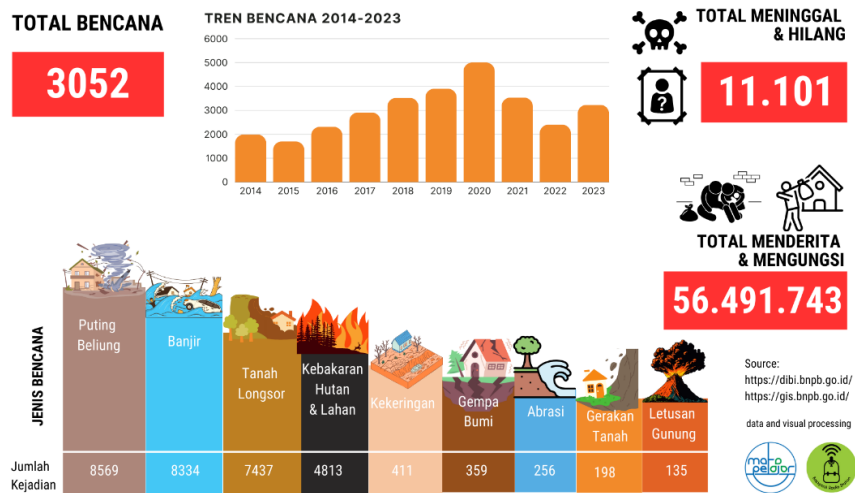 TOTAL BENCANA
3052
TREN BENCANA 2014-2023
6000
5000
4000
3000
2000
1000
0
2014 2015 2016 2017 2018 2019 2020 2021 2022 2023
TOTAL MENINGGAL
& HILANG
11.101
TOTAL MENDERITA
& MENGUNGSI
56.491.743
JENIS BENCANA
Puting
Beliung
Banjir
Tanah
Longsor
Kebakaran
Hutan
& Lahan
Kekeringan
Gempa
Bumi
Abrasi
Gerakan
Tanah
Letusan
Gunung
Jumlah
Kejadian
8569 8334 7437 4813 411 359 256 198 135
Source:
https://dibi.bnpb.go.id/
https://gis.bnpb.go.id/
data and visual processing
mata
pelajar